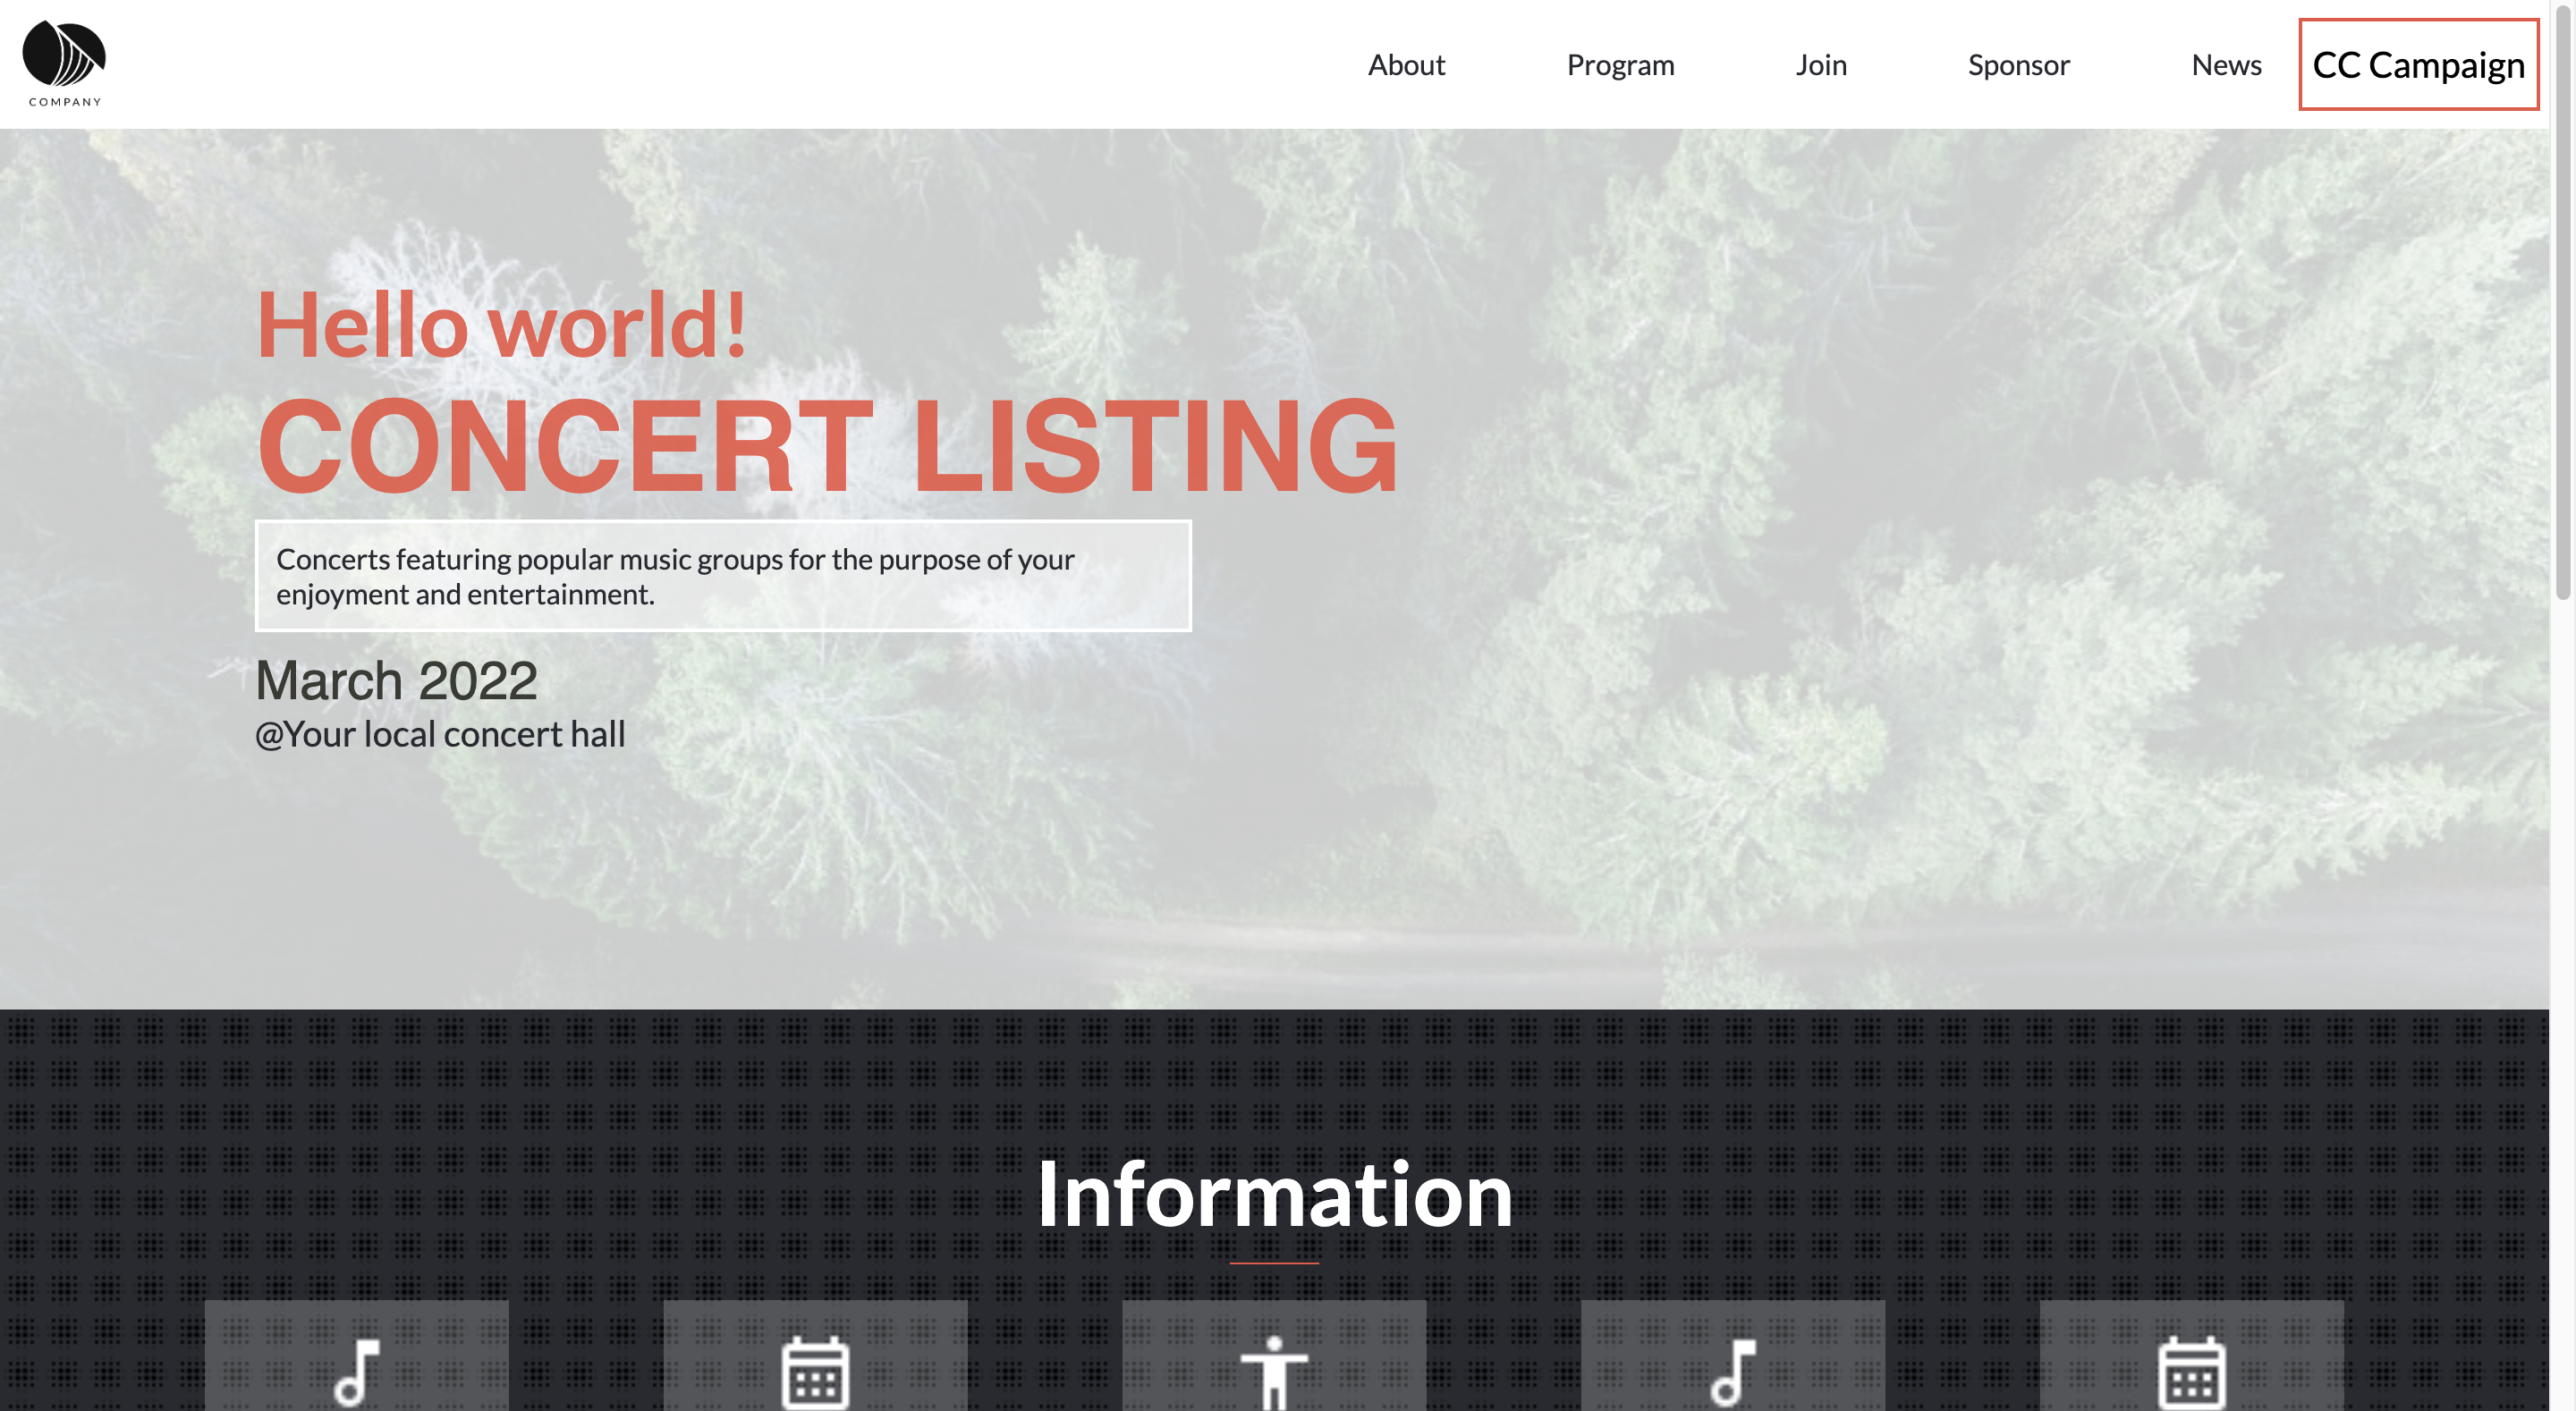 COMPANY
About
Program
Join
Sponsor
News
CC Campaign
Hello world!
CONCERT LISTING
Concerts featuring popular music groups for the purpose of your
enjoyment and entertainment.
March 2022
@Your local concert hall
Information